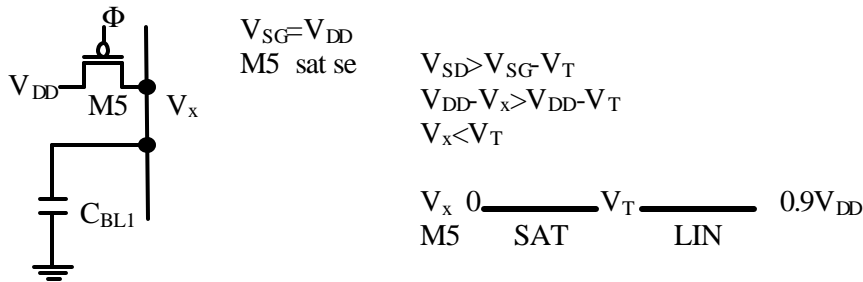 Φ
V_DD
M5
V_x
C_BL1
V_SG=V_DD
M5 sat se
V_SD>V_SG-V_T
V_DD-V_x>V_DD-V_T
V_x<V_T
V_x 0 V_T 0.9V_DD
M5 SAT LIN